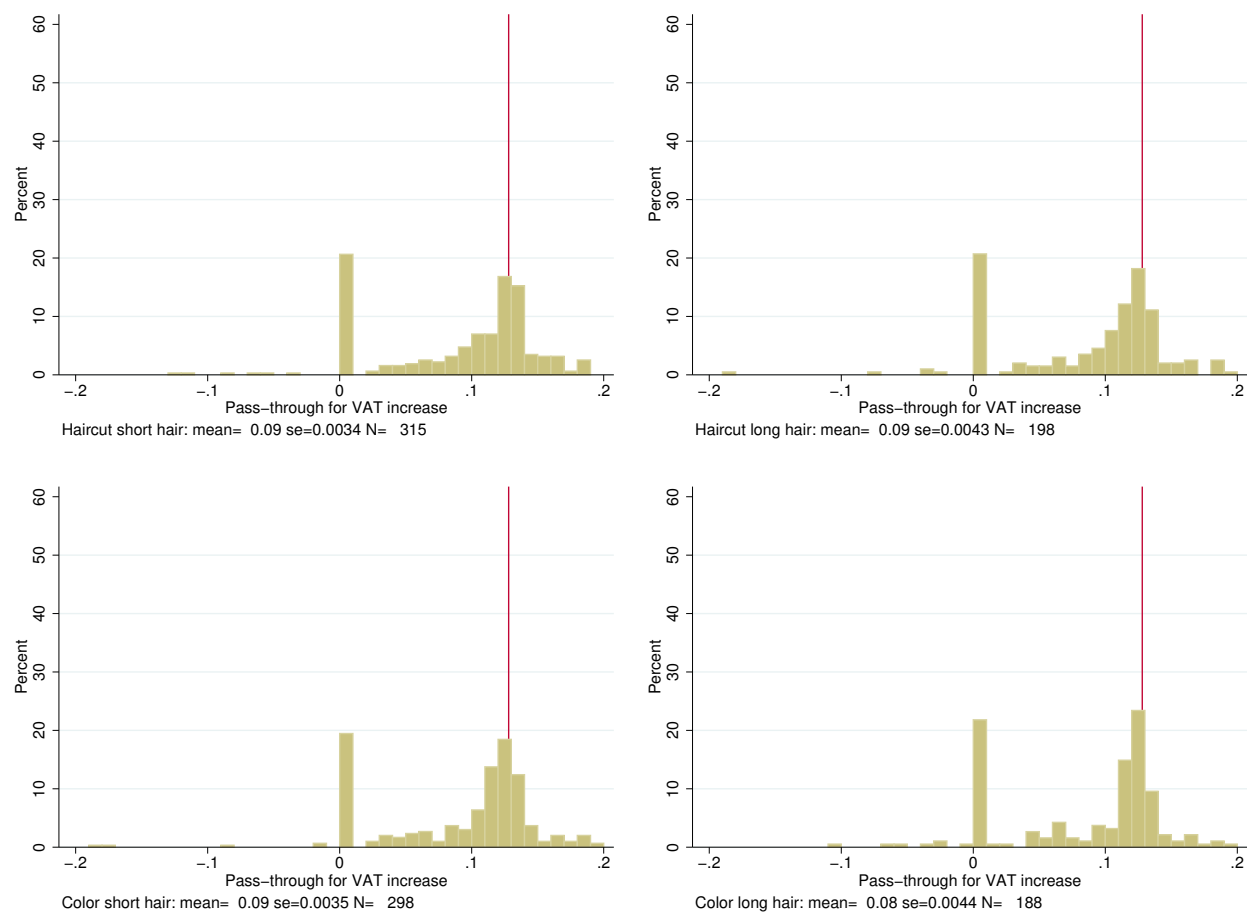 60
50
40
30
20
10
0
Percent
−.2 −.1 0 .1 .2
Pass−through for VAT increase
Haircut short hair: mean= 0.09 se=0.0034 N= 315
60
50
40
30
20
10
0
Percent
−.2 −.1 0 .1 .2
Pass−through for VAT increase
Haircut long hair: mean= 0.09 se=0.0043 N= 198
60
50
40
30
20
10
0
Percent
−.2 −.1 0 .1 .2
Pass−through for VAT increase
Color short hair: mean= 0.09 se=0.0035 N= 298
60
50
40
30
20
10
0
Percent
−.2 −.1 0 .1 .2
Pass−through for VAT increase
Color long hair: mean= 0.08 se=0.0044 N= 188